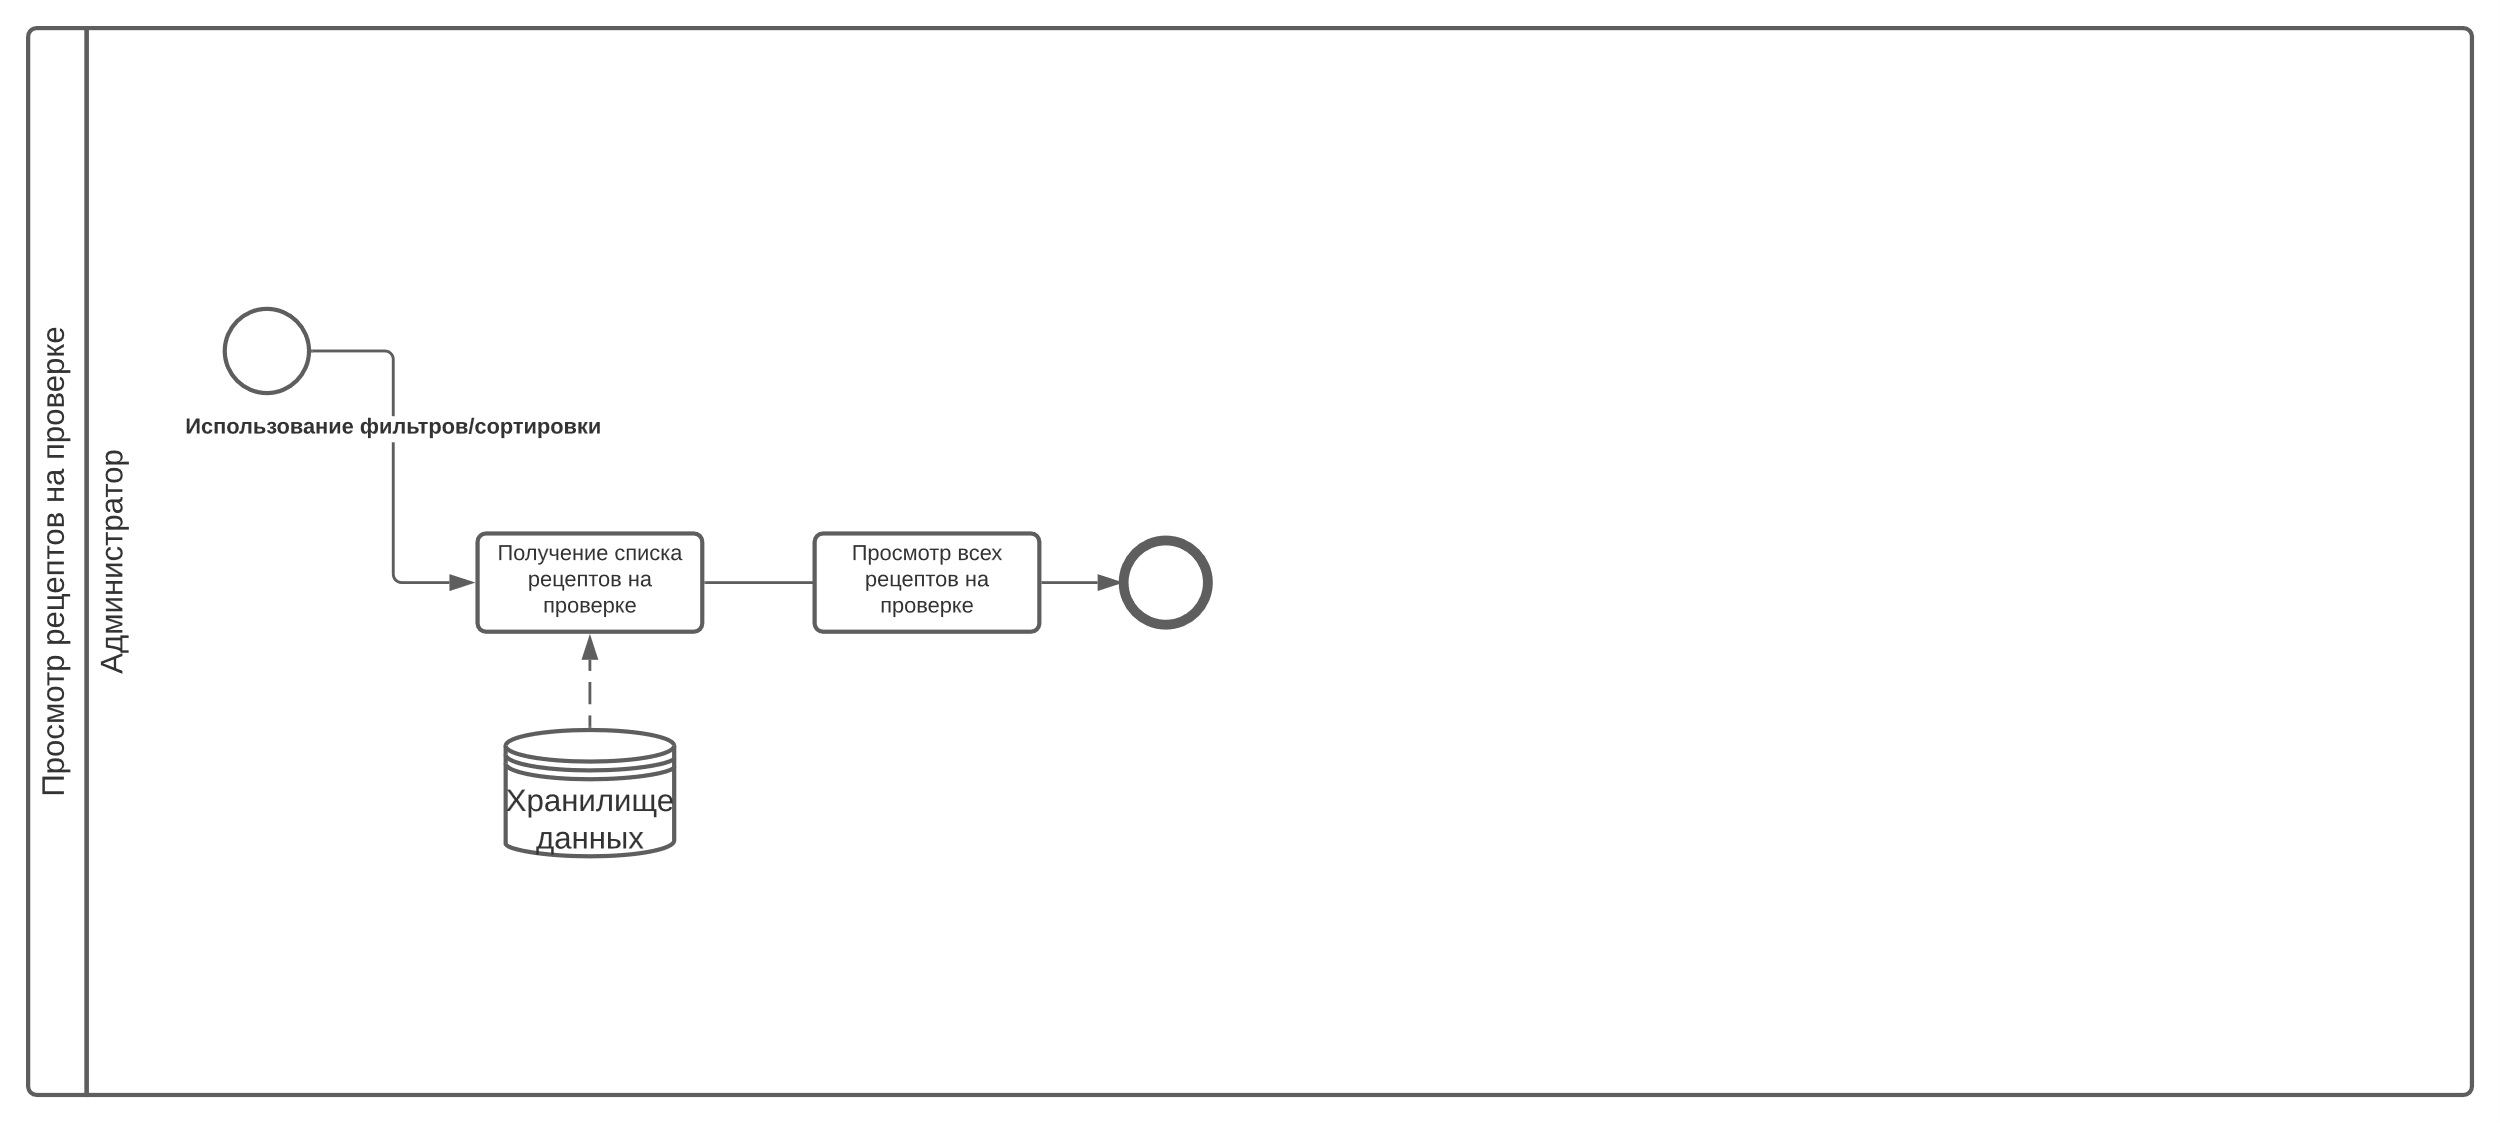 Просмотр рецептов на проверке
Администратор
Использование фильтров/сортировки
Получение списка
рецептов на
проверке
Просмотр всех
рецептов на
проверке
Хранилище
данных